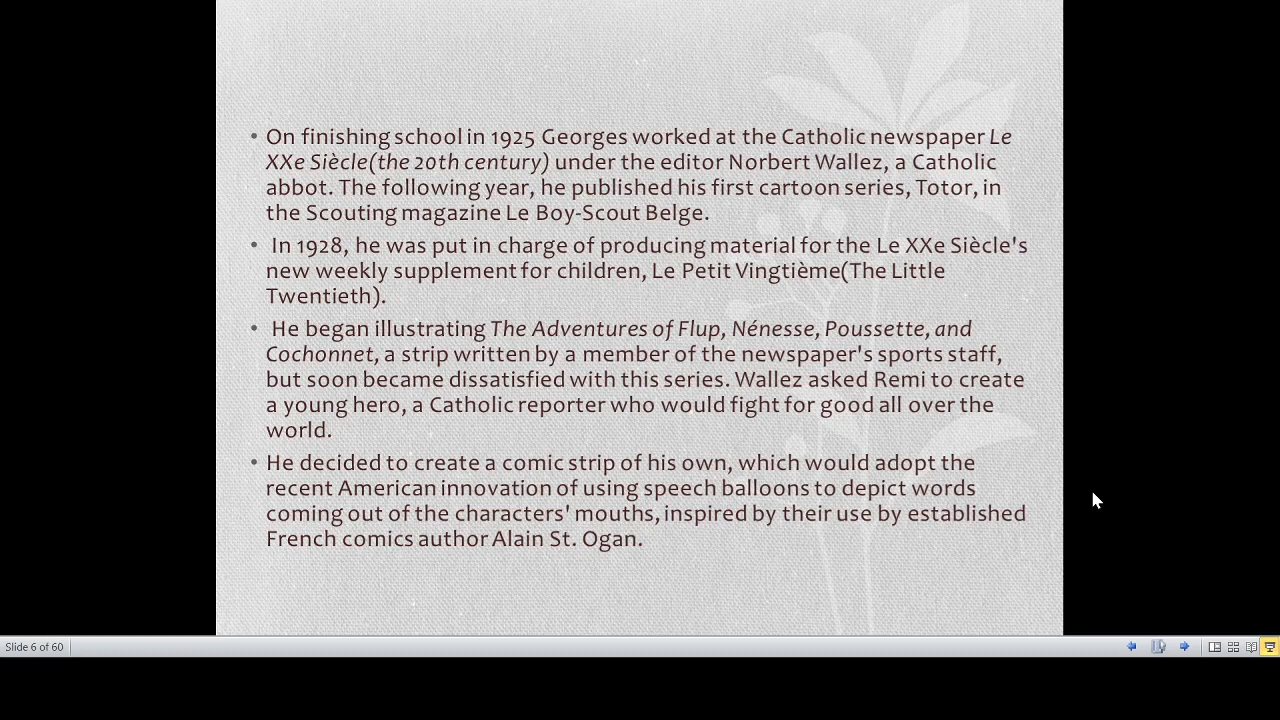 • On finishing school in 1925 Georges worked at the Catholic newspaper Le
XXe Siècle(the 20th century) under the editor Norbert Wallez, a Catholic
abbot. The following year, he published his first cartoon series, Totor, in
the Scouting magazine Le Boy-Scout Belge.
• In 1928, he was put in charge of producing material for the Le XXe Siècle's
new weekly supplement for children, Le Petit Vingtième(The Little
Twentieth).
• He began illustrating The Adventures of Flup, Nénesse, Poussette, and
Cochonnet, a strip written by a member of the newspaper's sports staff,
but soon became dissatisfied with this series. Wallez asked Remi to create
a young hero, a Catholic reporter who would fight for good all over the
world.
• He decided to create a comic strip of his own, which would adopt the
recent American innovation of using speech balloons to depict words
coming out of the characters' mouths, inspired by their use by established
French comics author Alain St. Ogan.
Slide 6 of 60